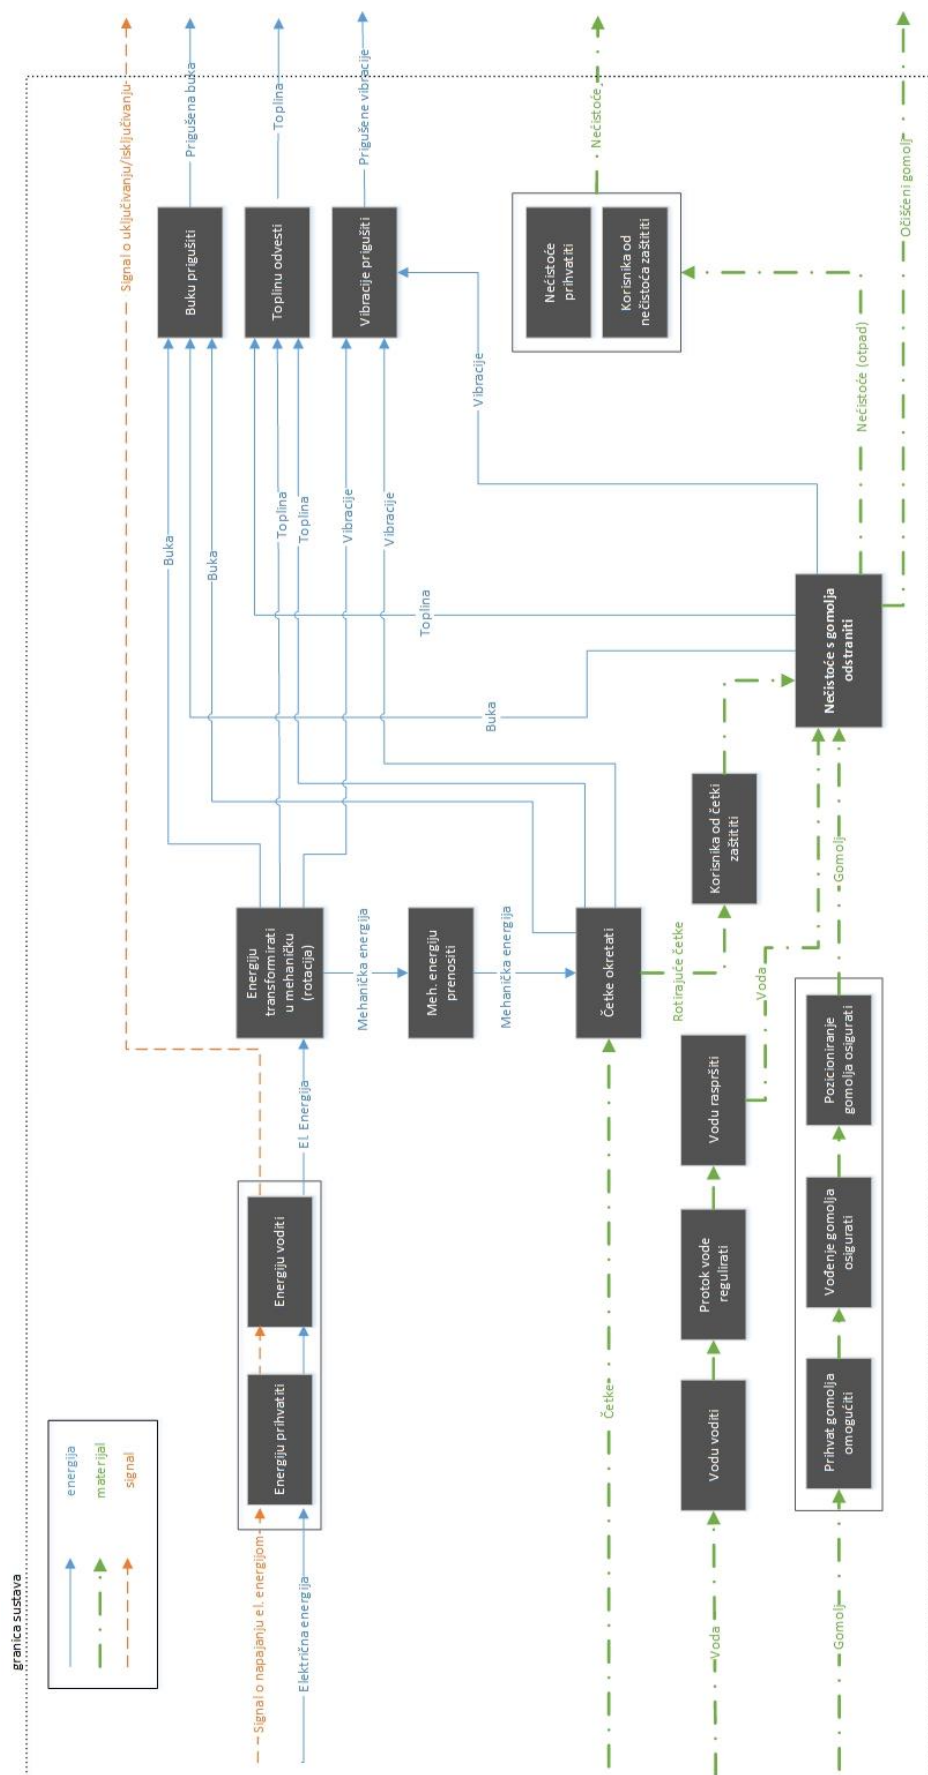 granica sustava
energija
materijal
signal
Signal o napajanju el. energijom
Električna energija
Energiju prihvatiti
Energiju voditi
El. Energija
Signal o uključivanju/isključivanju
Energiju
transformirati
u mehaničku
(rotacija)
Mehanička energija
Meh. energiju
prenositi
Mehanička energija
Četke
Četke okretati
Rotirajuće četke
Korisnika od četki
zaštititi
Voda
Vodu voditi
Protok vode
regulirati
Vodu raspršiti
Voda
Gomolj
Prihvat gomolja
omogućiti
Vođenje gomolja
osigurati
Pozicioniranje
gomolja osigurati
Gomolj
Nečistoće s gomolja
odstraniti
Buka
Buka
Buka
Toplina
Toplina
Toplina
Vibracije
Vibracije
Vibracije
Buku prigušiti
Prigušena buka
Toplinu odvesti
Toplina
Vibracije prigušiti
Prigušene vibracije
Nečistoće (otpad)
Nečistoće
prihvatiti
Korisnika od
nečistoća zaštititi
Nečistoće
Očišćeni gomolj